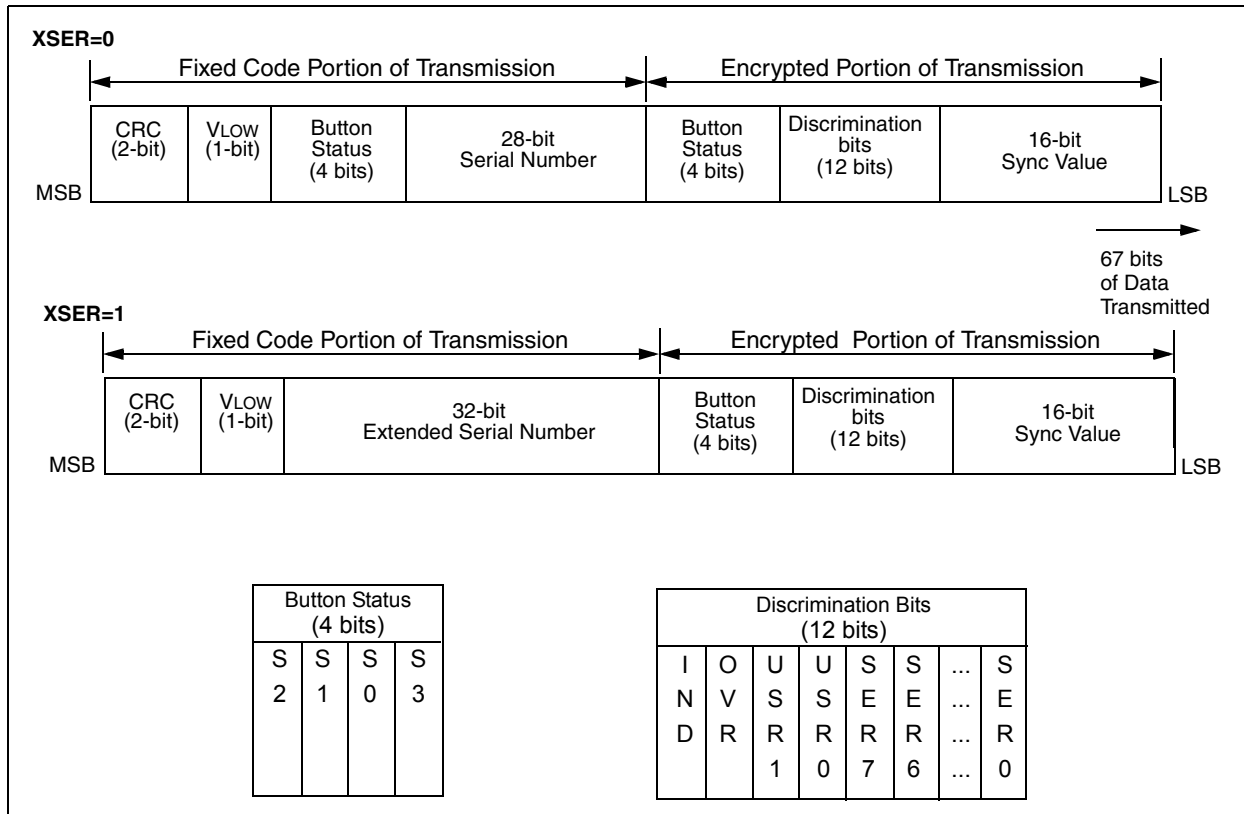 XSER=0
Fixed Code Portion of Transmission
Encrypted Portion of Transmission
CRC
(2-bit)
VLOW
(1-bit)
Button
Status
(4 bits)
28-bit
Serial Number
Button
Status
(4 bits)
Discrimination
bits
(12 bits)
16-bit
Sync Value
MSB
LSB
67 bits
of Data
Transmitted
XSER=1
Fixed Code Portion of Transmission
Encrypted Portion of Transmission
CRC
(2-bit)
VLOW
(1-bit)
32-bit
Extended Serial Number
Button
Status
(4 bits)
Discrimination
bits
(12 bits)
16-bit
Sync Value
MSB
LSB
Button Status
(4 bits)
S S S S
2 1 0 3
Discrimination Bits
(12 bits)
I O U U S S ... S
N V S S E E ... E
D R R R R R ... R
1 0 7 6 ... 0